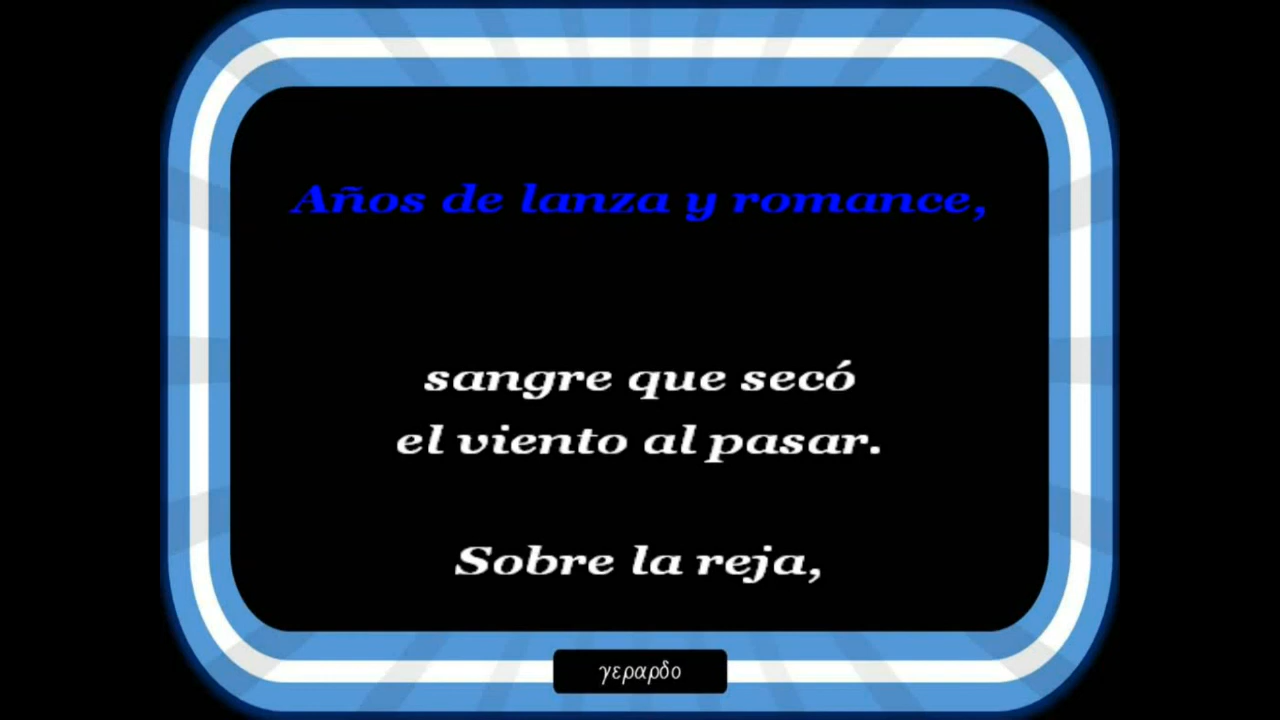 Años de lanza y romance,
sangre que secó
el viento al pasar.
Sobre la reja,
γεραρδο